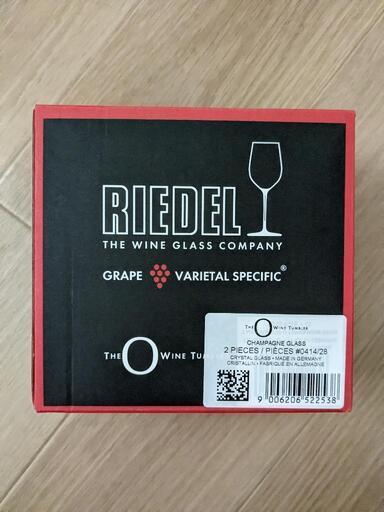 RIEDEL
THE WINE GLASS COMPANY
GRAPE VARIETAL SPECIFIC®
THE O WINE TUMBLER
THE O WINE TUMBLER
CHAMPAGNE GLASS
2 PIECES / PIÈCES #0414/28
CRYSTAL GLASS • MADE IN GERMANY
CRISTALLIN • FABRIQUÉ EN ALLEMAGNE
9 006206 522538